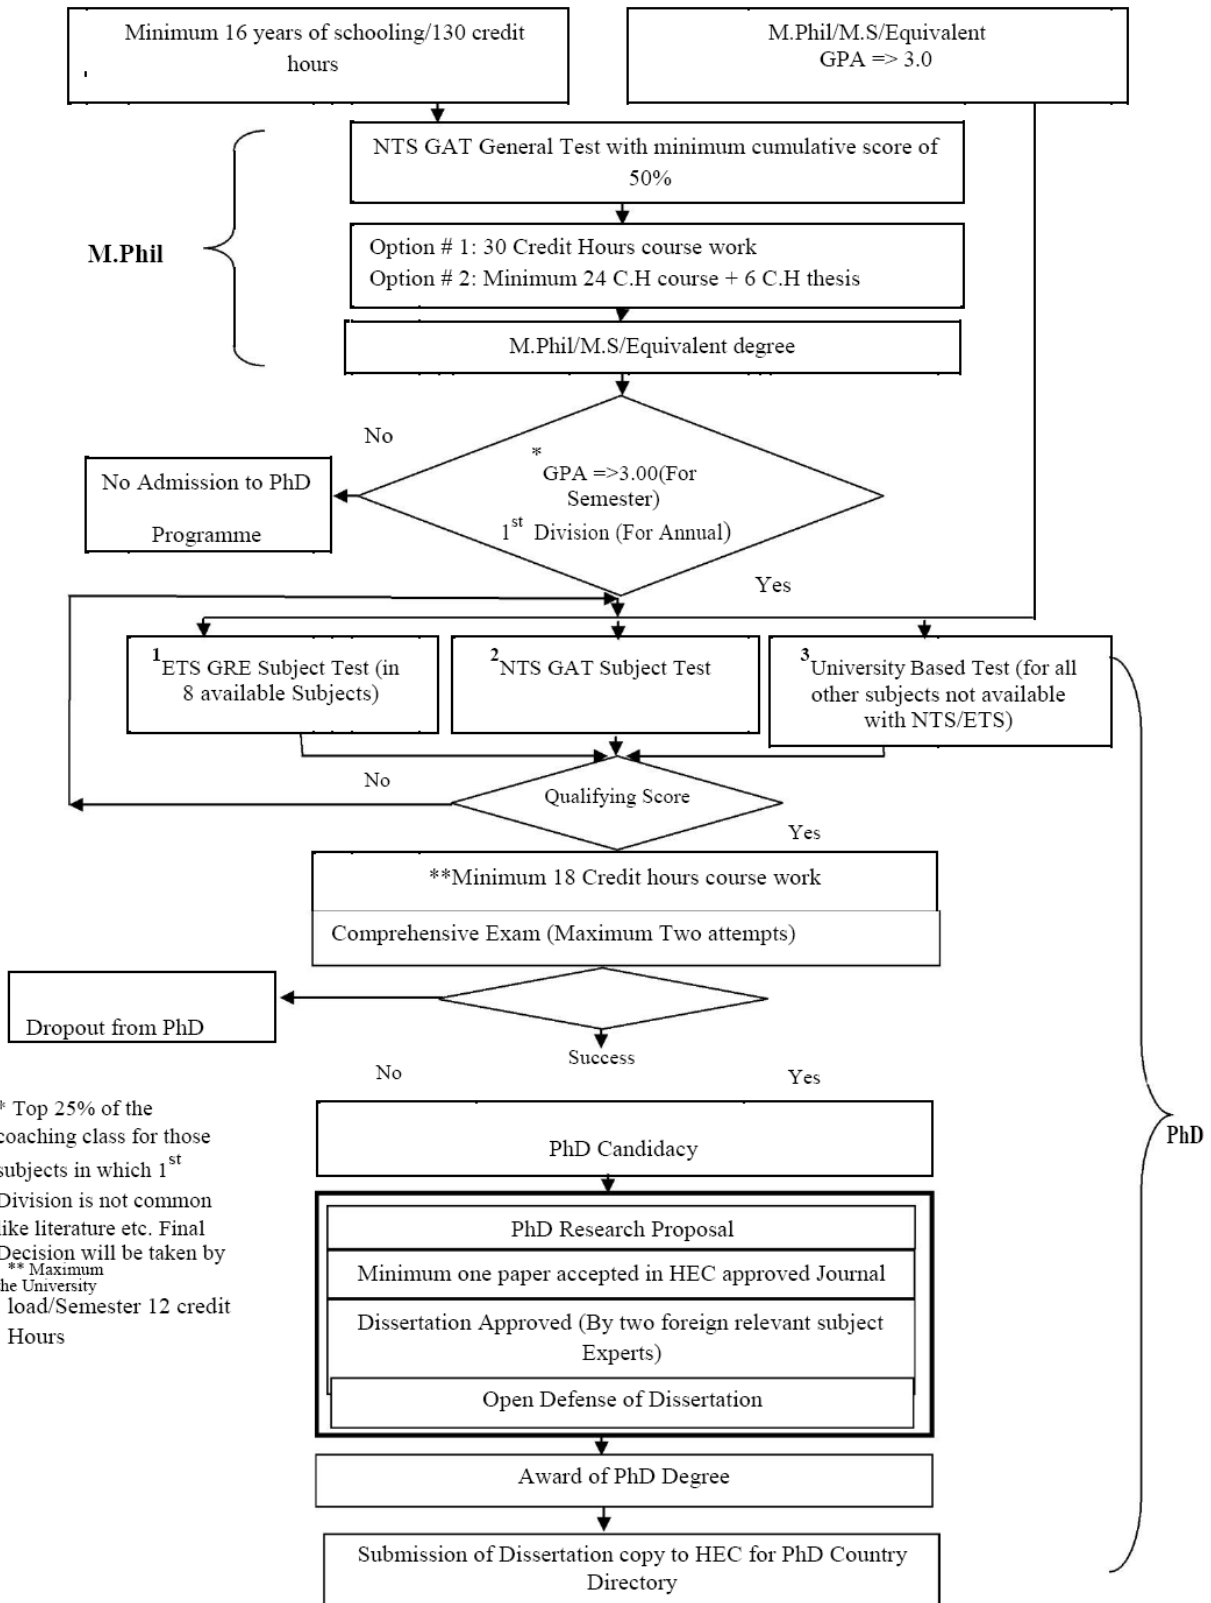 Minimum 16 years of schooling/130 credit
hours
M.Phil/M.S/Equivalent
GPA => 3.0
NTS GAT General Test with minimum cumulative score of
50%
M.Phil
Option # 1: 30 Credit Hours course work
Option # 2: Minimum 24 C.H course + 6 C.H thesis
M.Phil/M.S/Equivalent degree
No
*
GPA =>3.00(For
Semester)
1st Division (For Annual)
No Admission to PhD
Programme
Yes
1ETS GRE Subject Test (in
8 available Subjects)
2NTS GAT Subject Test
3University Based Test (for all
other subjects not available
with NTS/ETS)
No
Qualifying Score
Yes
**Minimum 18 Credit hours course work
Comprehensive Exam (Maximum Two attempts)
Dropout from PhD
Success
No
Yes
* Top 25% of the
coaching class for those
subjects in which 1st
Division is not common
like literature etc. Final
Decision will be taken by
** Maximum
the University
load/Semester 12 credit
Hours
PhD Candidacy
PhD
PhD Research Proposal
Minimum one paper accepted in HEC approved Journal
Dissertation Approved (By two foreign relevant subject
Experts)
Open Defense of Dissertation
Award of PhD Degree
Submission of Dissertation copy to HEC for PhD Country
Directory